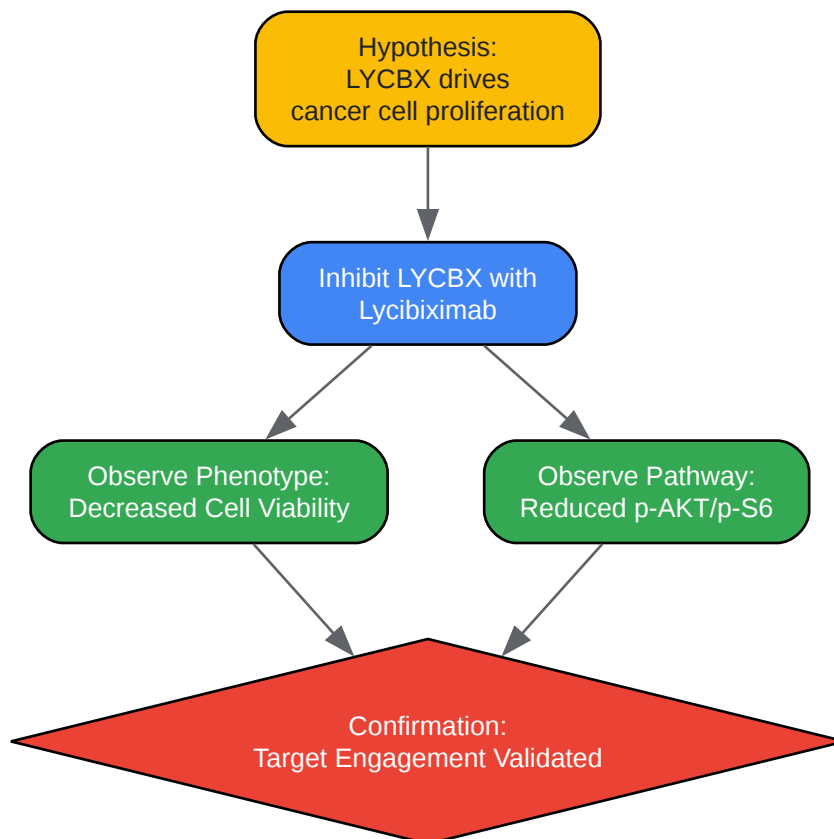 Hypothesis:
LYCBX drives
cancer cell proliferation
Inhibit LYCBX with
Lycibiximab
Observe Phenotype:
Decreased Cell Viability
Observe Pathway:
Reduced p-AKT/p-S6
Confirmation:
Target Engagement Validated